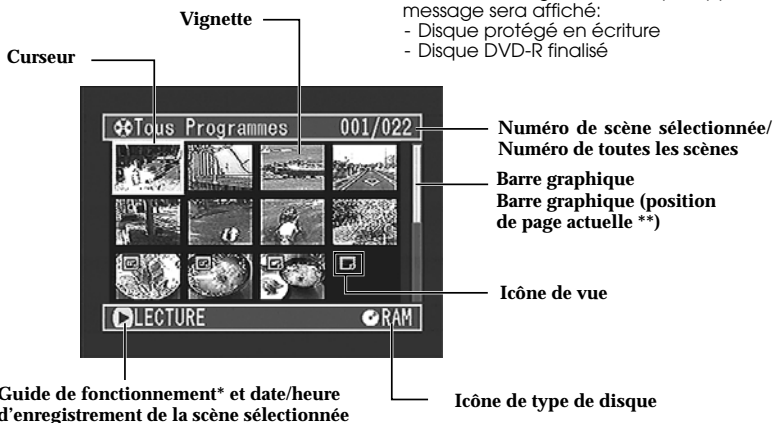 message sera affiché:
- Disque protégé en écriture
- Disque DVD-R finalisé
Vignette
Curseur
Tous Programmes 001/022
Numéro de scène sélectionnée/
Numéro de toutes les scènes
Barre graphique
Barre graphique (position
de page actuelle **)
Icône de vue
LECTURE RAM
Guide de fonctionnement* et date/heure
d'enregistrement de la scène sélectionnée
Icône de type de disque